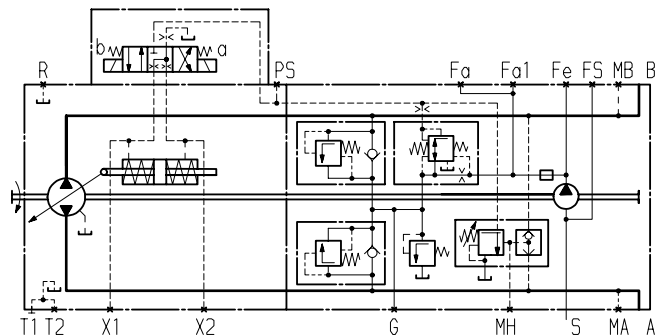 b a
R PS Fa Fa1 Fe FS MB B
T1 T2 X1 X2 G MH S MA A